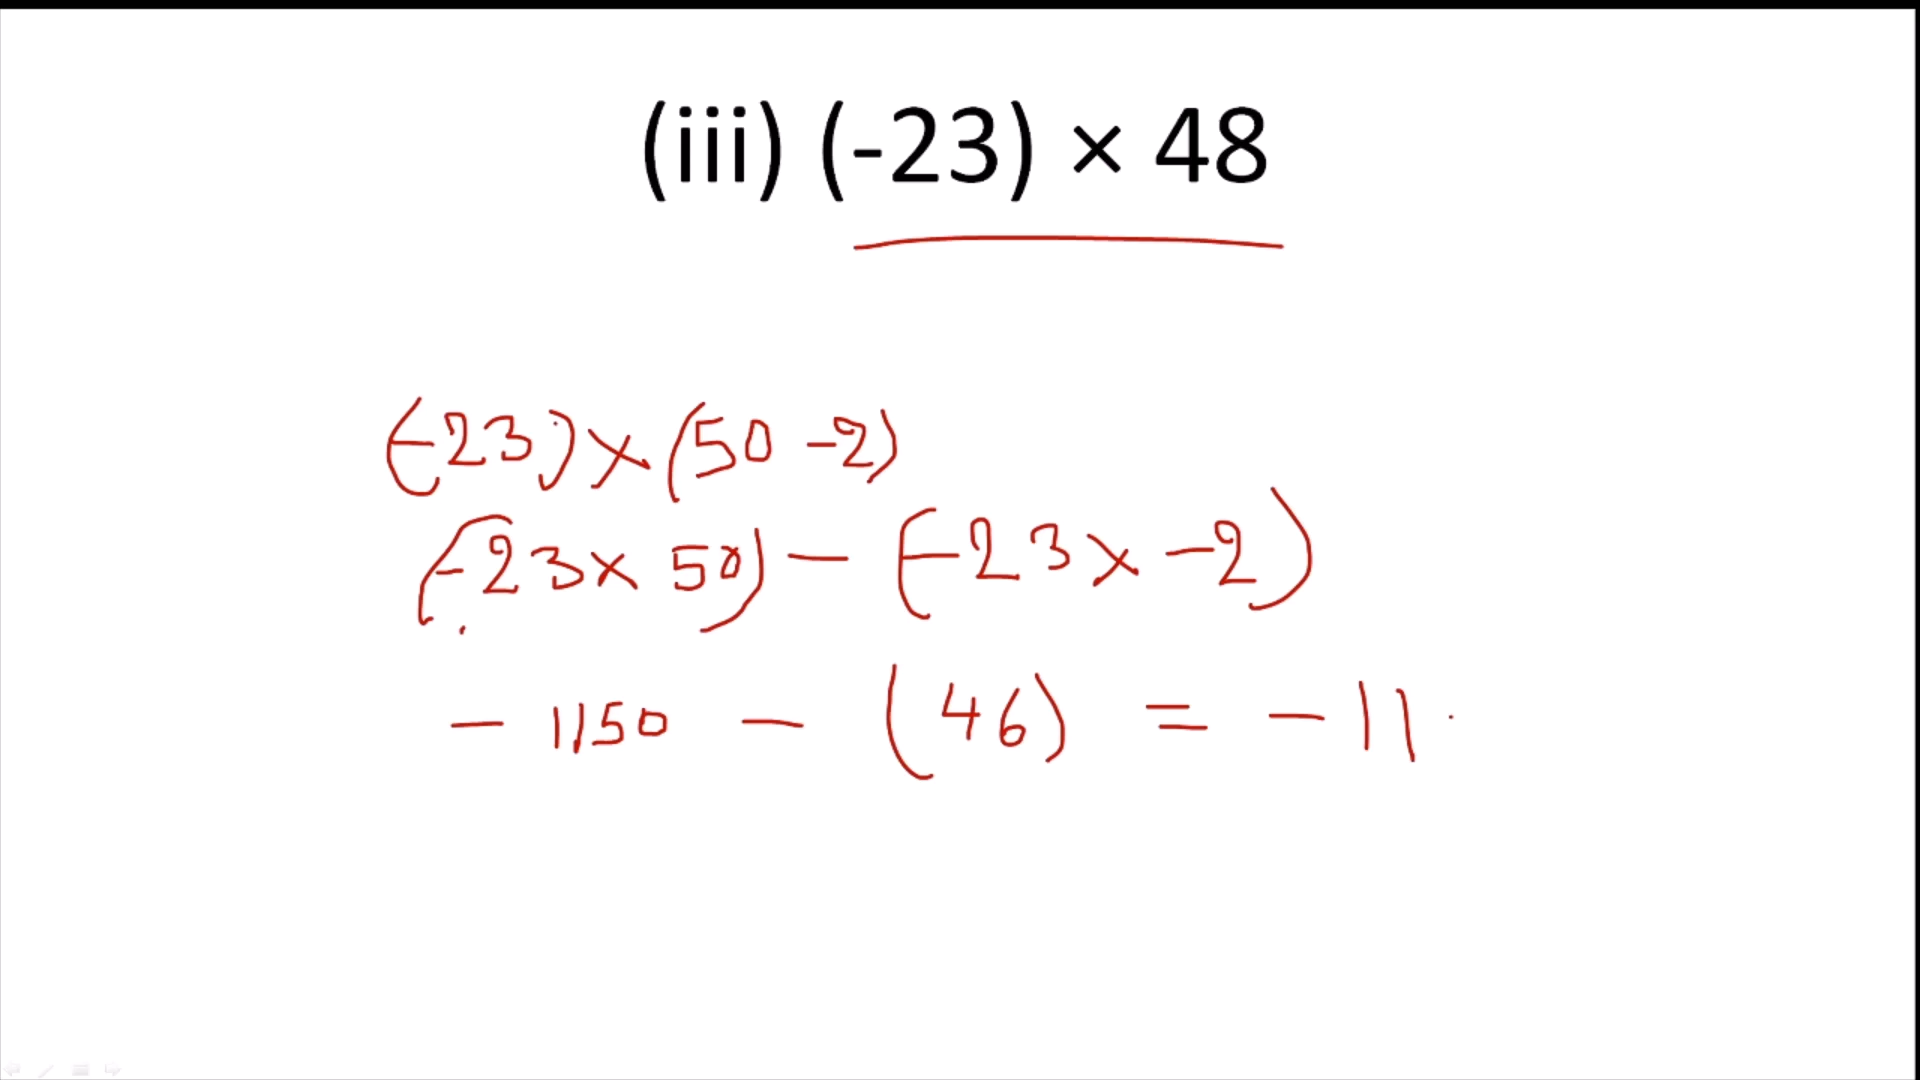 (iii) (-23) × 48
(-23) × (50 -2)
(-23 × 50) - (-23 × -2)
- 1150 - (46) = - 11